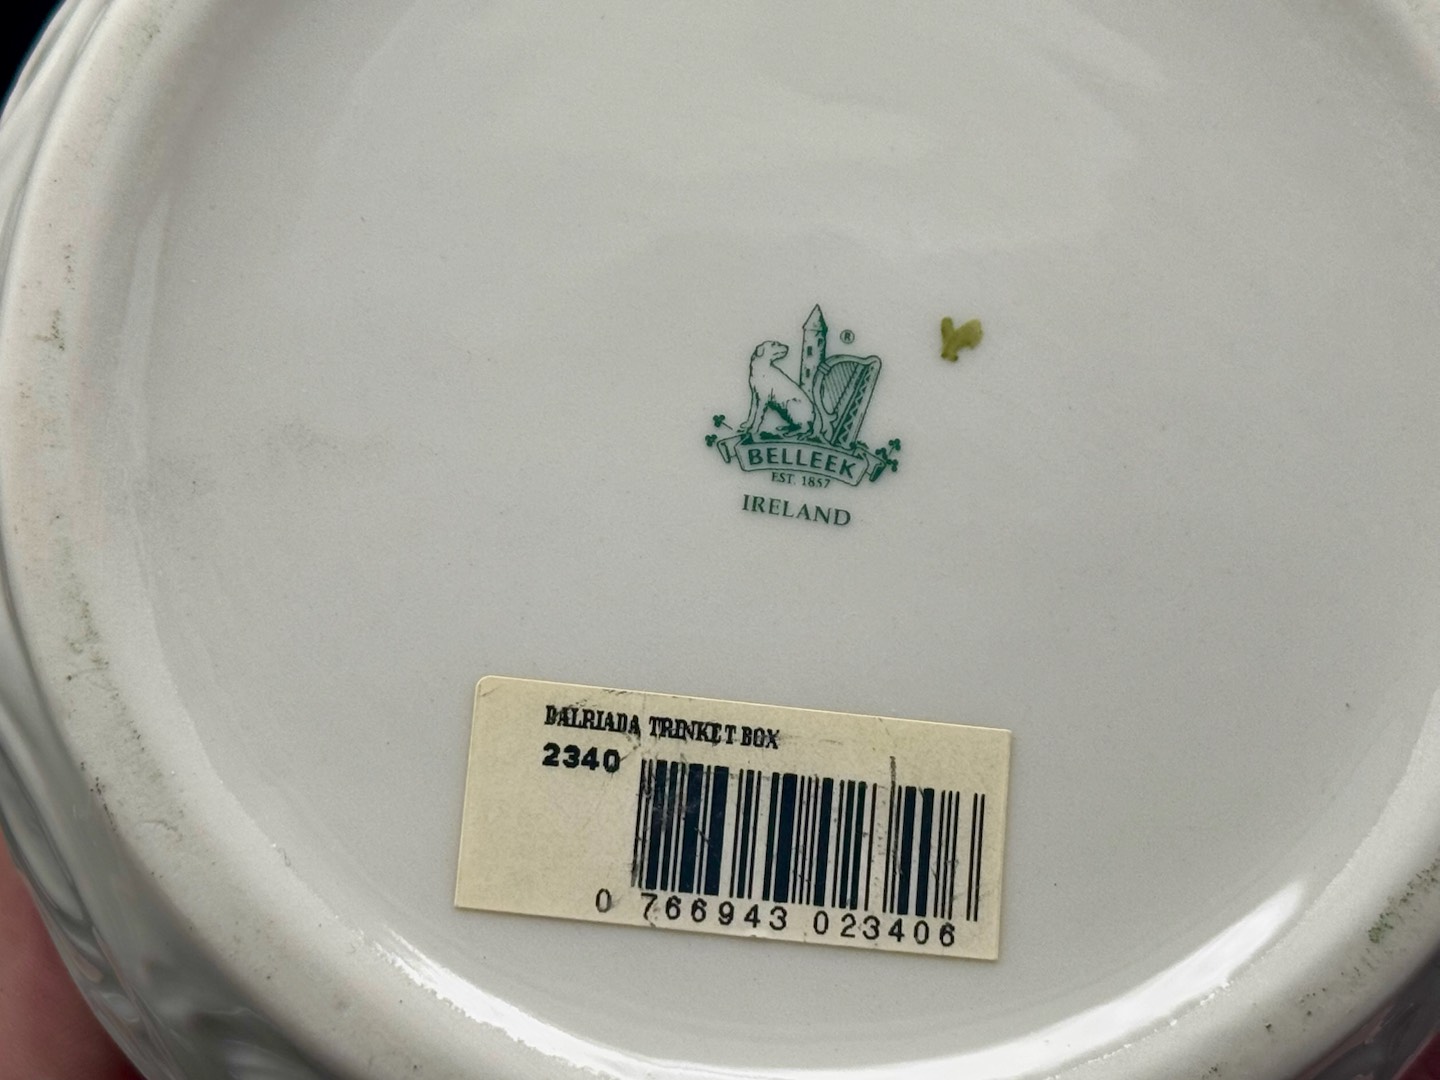 ®
BELLEEK
EST. 1857
IRELAND
DALRIADA TRINKET BOX
2340
0 766943 023406